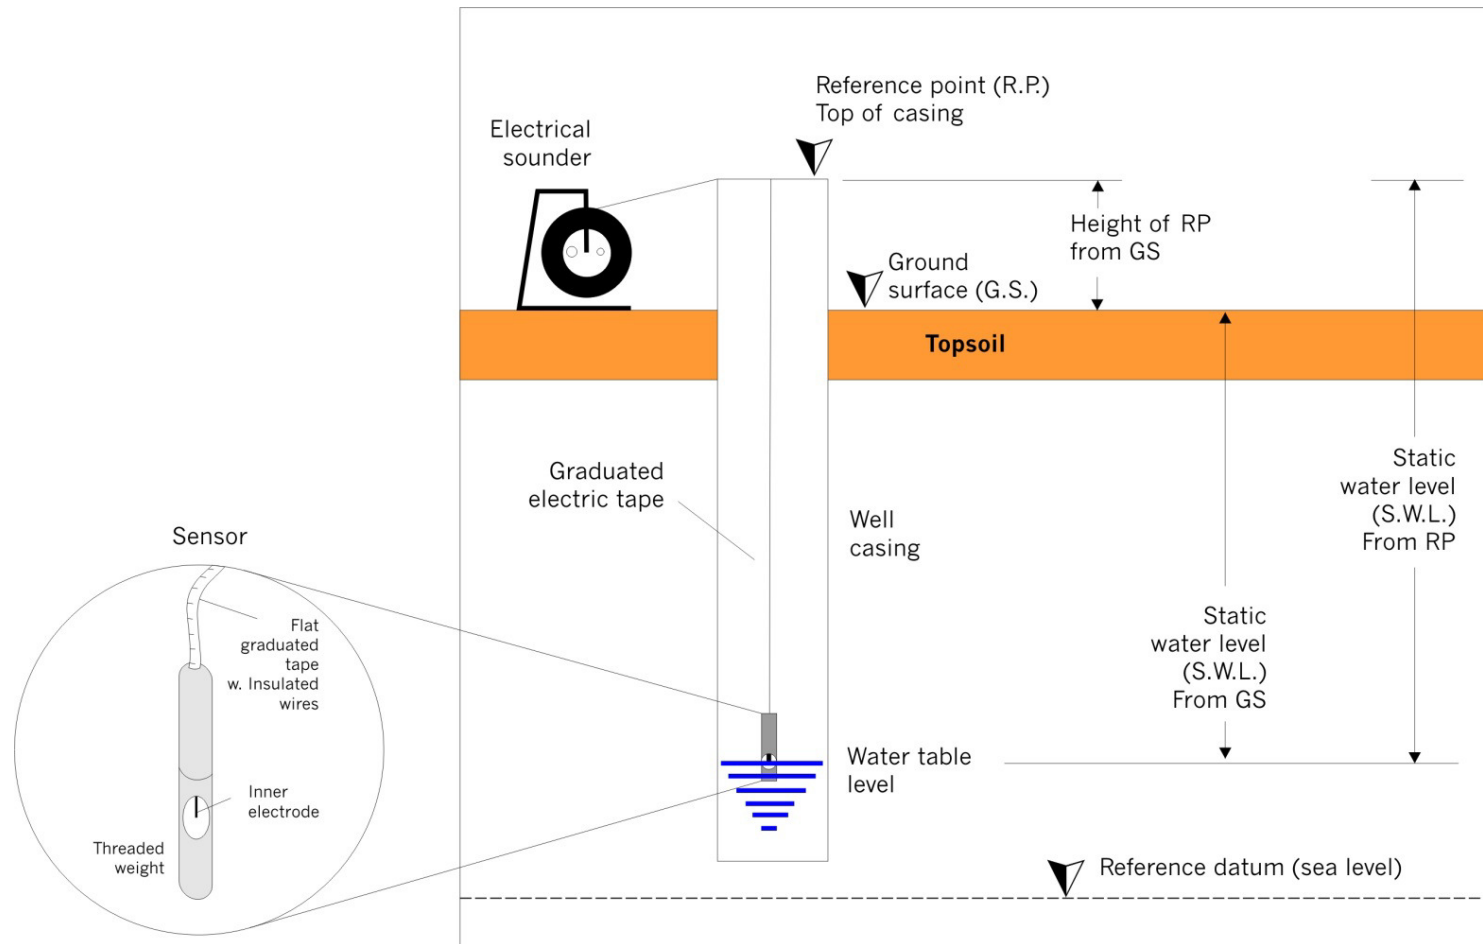 Reference point (R.P.)
Top of casing
Electrical
sounder
Height of RP
from GS
Ground
surface (G.S.)
Topsoil
Graduated
electric tape
Well
casing
Static
water level
(S.W.L.)
From RP
Sensor
Flat
graduated
tape
w. Insulated
wires
Static
water level
(S.W.L.)
From GS
Water table
level
Inner
electrode
Threaded
weight
Reference datum (sea level)